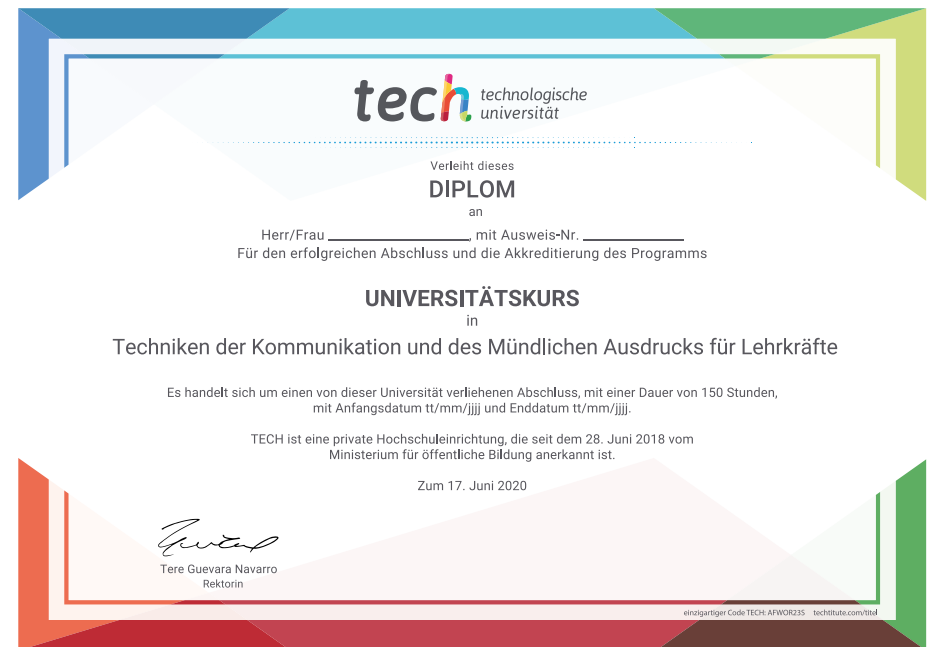 tech technologische
universität
Verleiht dieses
DIPLOM
an
Herr/Frau ____________________, mit Ausweis-Nr. ______________
Für den erfolgreichen Abschluss und die Akkreditierung des Programms
UNIVERSITÄTSKURS
in
Techniken der Kommunikation und des Mündlichen Ausdrucks für Lehrkräfte
Es handelt sich um einen von dieser Universität verliehenen Abschluss, mit einer Dauer von 150 Stunden,
mit Anfangsdatum tt/mm/jjjj und Enddatum tt/mm/jjjj.
TECH ist eine private Hochschuleinrichtung, die seit dem 28. Juni 2018 vom
Ministerium für öffentliche Bildung anerkannt ist.
Zum 17. Juni 2020
Tere Guevara Navarro
Rektorin
einzigartiger Code TECH: AFWOR23S techtitute.com/titel